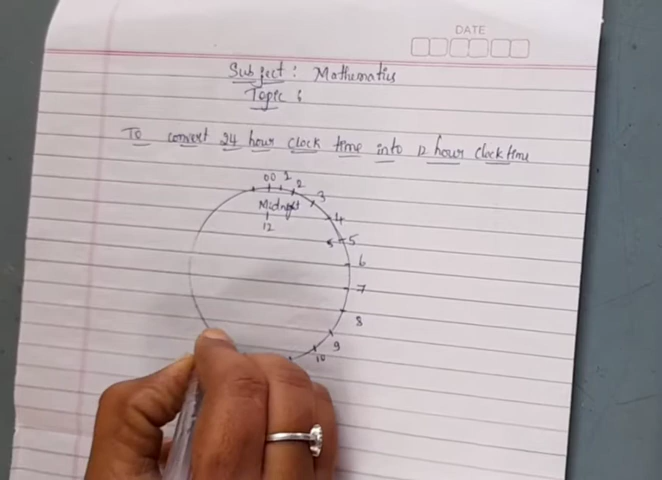 DATE
Subject : Mathematics
Topic :
To convert 24 hour clock time into 12 hour clock time
00 1 2
Midnight 3
12 4
5
6
7
8
9
10